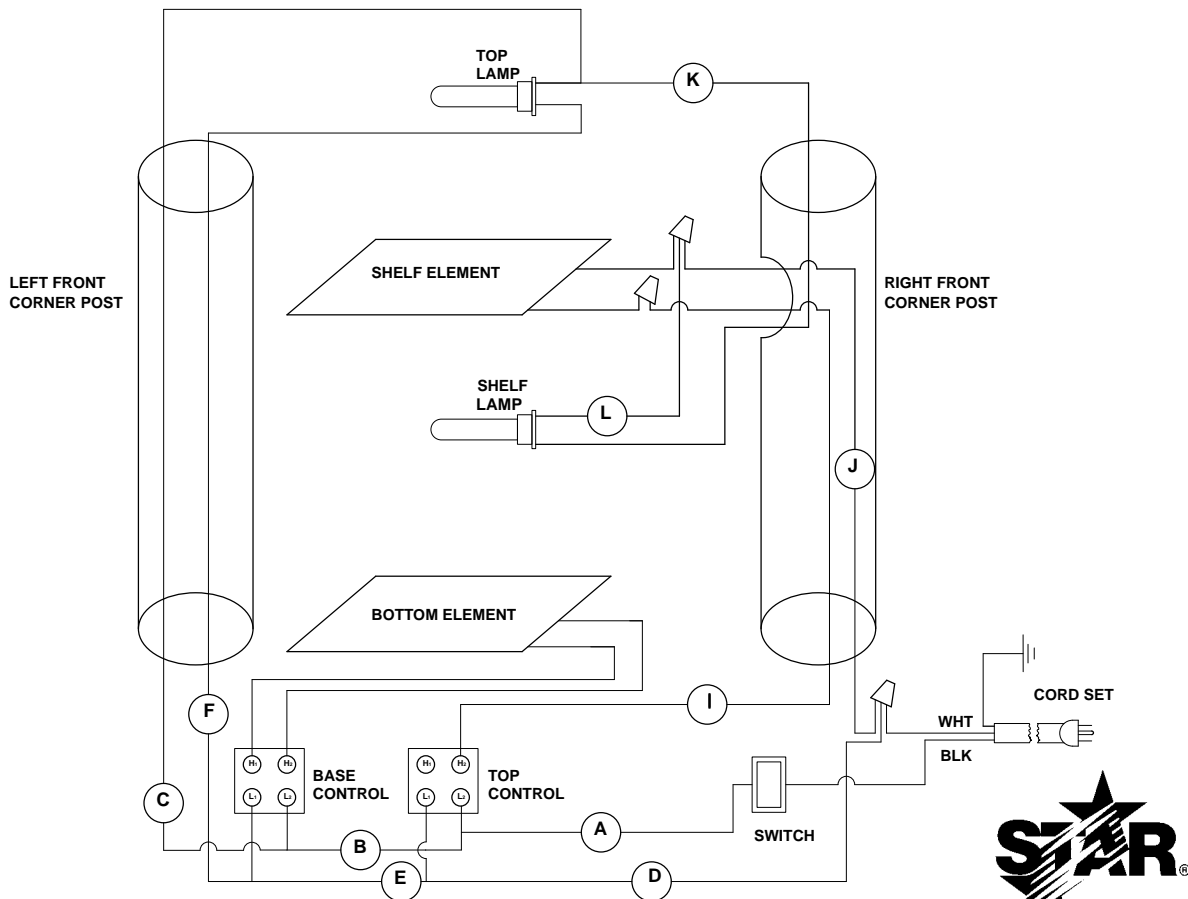 TOP
LAMP
K
LEFT FRONT
CORNER POST
SHELF ELEMENT
RIGHT FRONT
CORNER POST
SHELF
LAMP
L
J
BOTTOM ELEMENT
CORD SET
F
I
WHT
BLK
H1
H2
H1
H2
BASE
CONTROL
TOP
CONTROL
C
L1
L2
L1
L2
A
SWITCH
B
E
D
STAR®